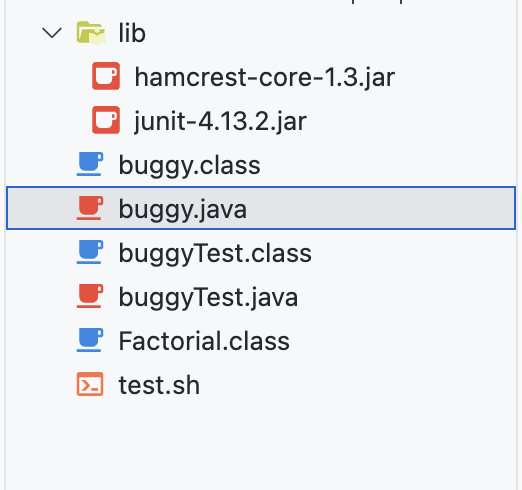 lib
hamcrest-core-1.3.jar
junit-4.13.2.jar
buggy.class
buggy.java
buggyTest.class
buggyTest.java
Factorial.class
test.sh